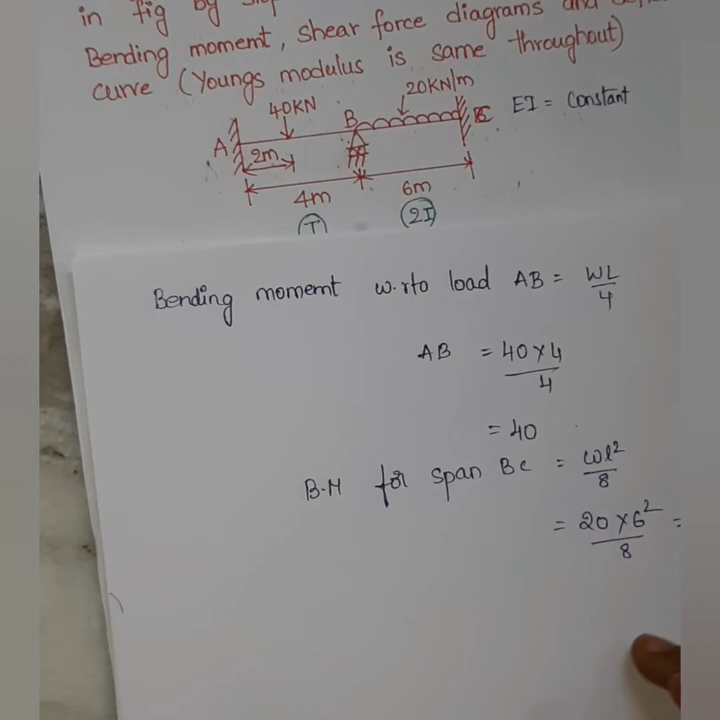 in fig by
Bending moment, shear force diagrams and
curve (Youngs modulus is same throughout)
40KN
20KN/m
A
B
C
EI = Constant
2m
4m
6m
(I)
(2I)
Bending moment w.rto load AB = WL/4
AB = 40×4/4
= 40
B.M for span BC = wl²/8
= 20×6²/8 =